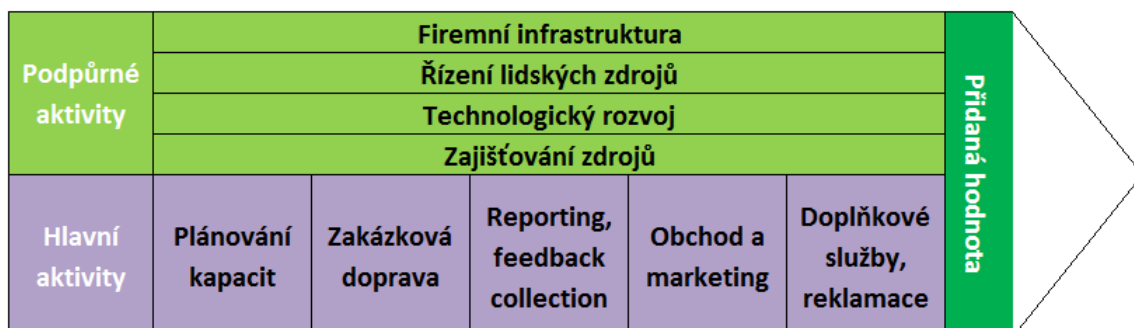 Podpůrné
aktivity
Firemní infrastruktura
Řízení lidských zdrojů
Technologický rozvoj
Zajišťování zdrojů
Hlavní
aktivity
Plánování
kapacit
Zakázková
doprava
Reporting,
feedback
collection
Obchod a
marketing
Doplňkové
služby,
reklamace
Přidaná hodnota